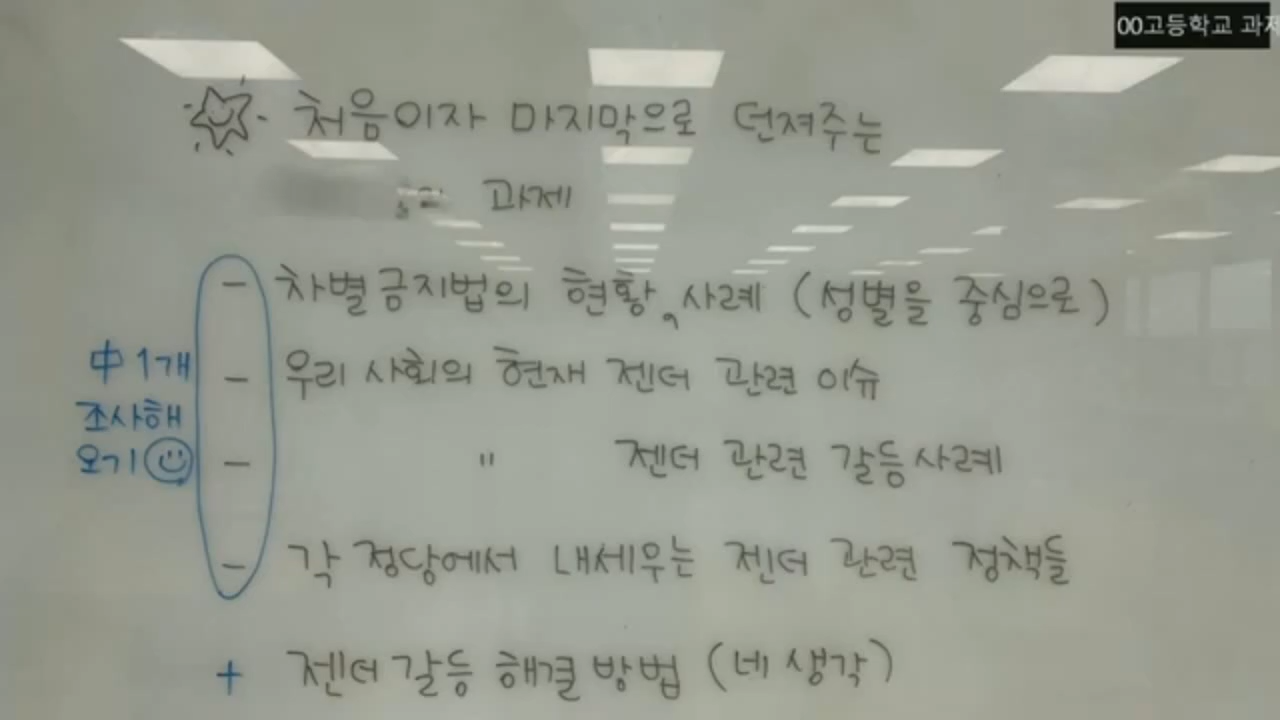 00고등학교 과제
처음이자 마지막으로 던져주는
과제
- 차별금지법의 현황, 사례 (성별을 중심으로)
- 우리 사회의 현재 젠더 관련 이슈
- " 젠더 관련 갈등사례
- 각 정당에서 내세우는 젠더 관련 정책들
中 1개
조사해
오기
+ 젠더 갈등 해결 방법 (네 생각)